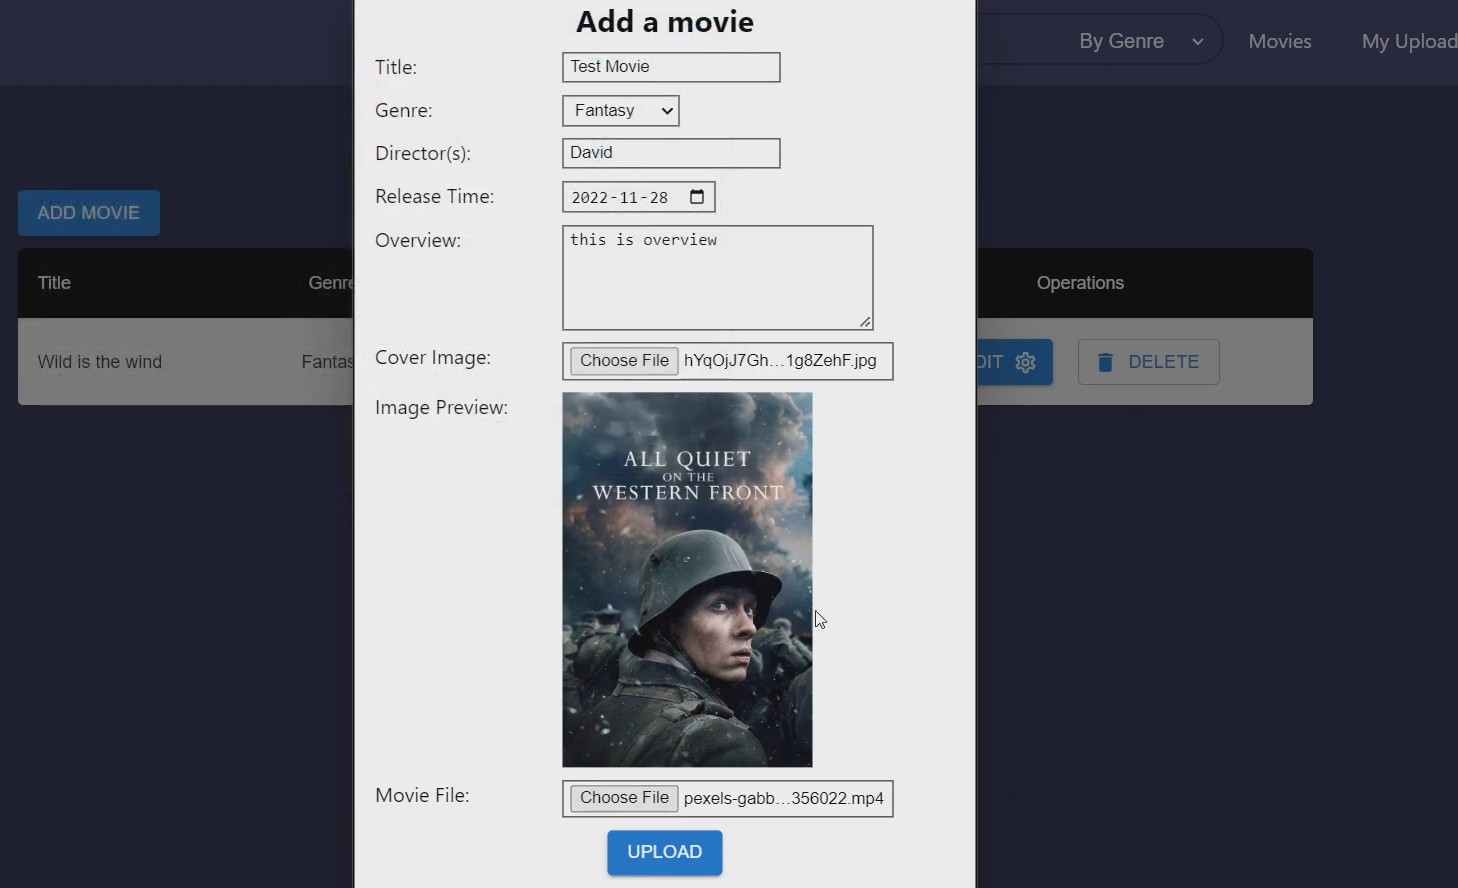 Add a movie
By Genre
Movies
My Upload
Title:
Test Movie
Genre:
Fantasy
Director(s):
David
Release Time:
2022-11-28
ADD MOVIE
Overview:
this is overview
Title
Genre
Operations
Wild is the wind
Fantas
DIT
DELETE
Cover Image:
Choose File hYqOjJ7Gh…1g8ZehF.jpg
Image Preview:
ALL QUIET
ON THE
WESTERN FRONT
Movie File:
Choose File pexels-gabb…356022.mp4
UPLOAD